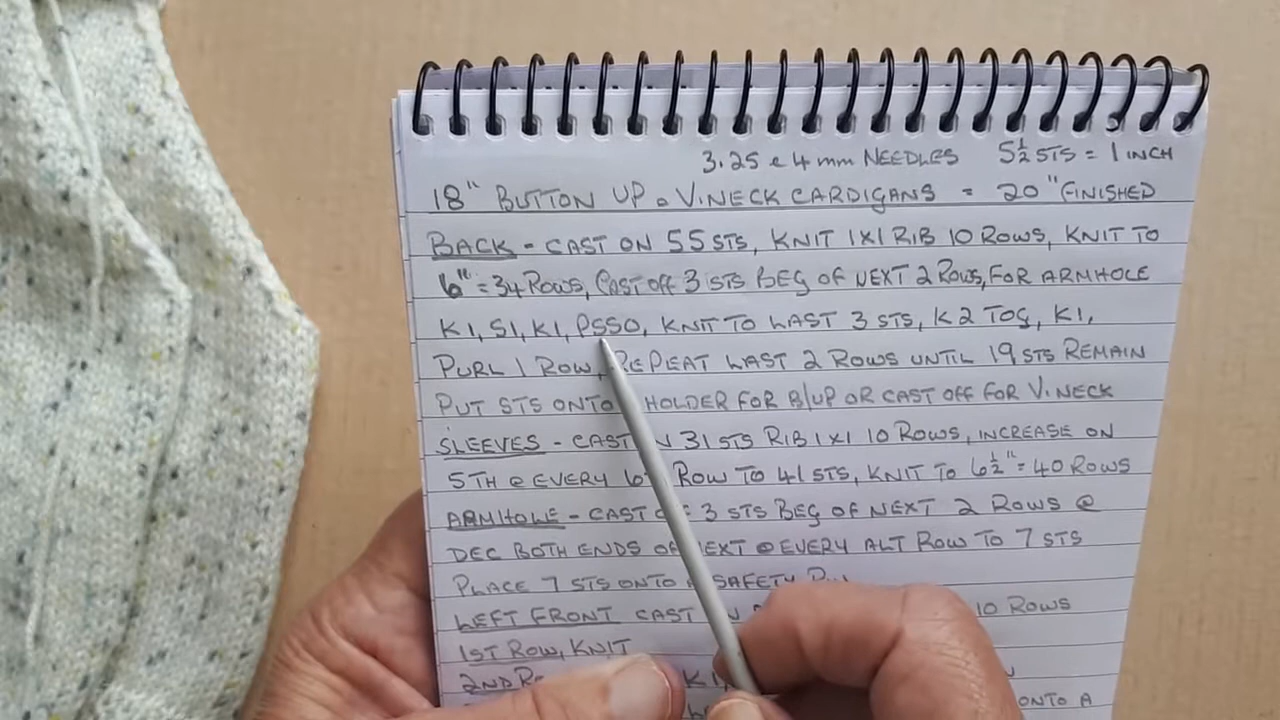 3.25 e 4 mm NEEDLES 5½ STS = 1 INCH
18" BUTTON UP @ V.NECK CARDIGANS = 20" FINISHED
BACK - CAST ON 55 STS, KNIT 1X1 RIB 10 ROWS, KNIT TO
6" = 34 ROWS, CAST OFF 3 STS BEG OF NEXT 2 ROWS, FOR ARMHOLE
K1, S1, K1, PSSO, KNIT TO LAST 3 STS, K2 TOG, K1,
PURL 1 ROW, REPEAT LAST 2 ROWS UNTIL 19 STS REMAIN
PUT STS ONTO HOLDER FOR B/UP OR CAST OFF FOR V.NECK
SLEEVES - CAST 31 STS RIB 1X1 10 ROWS, INCREASE ON
5TH @ EVERY ROW TO 41 STS, KNIT TO 6½" = 40 ROWS
ARMHOLE - CAST 3 STS BEG OF NEXT 2 ROWS @
DEC BOTH ENDS OF NEXT @ EVERY ALT ROW TO 7 STS
PLACE 7 STS ONTO A SAFETY
LEFT FRONT CAST 10 ROWS
1ST ROW, KNIT
2ND K1
ONTO A